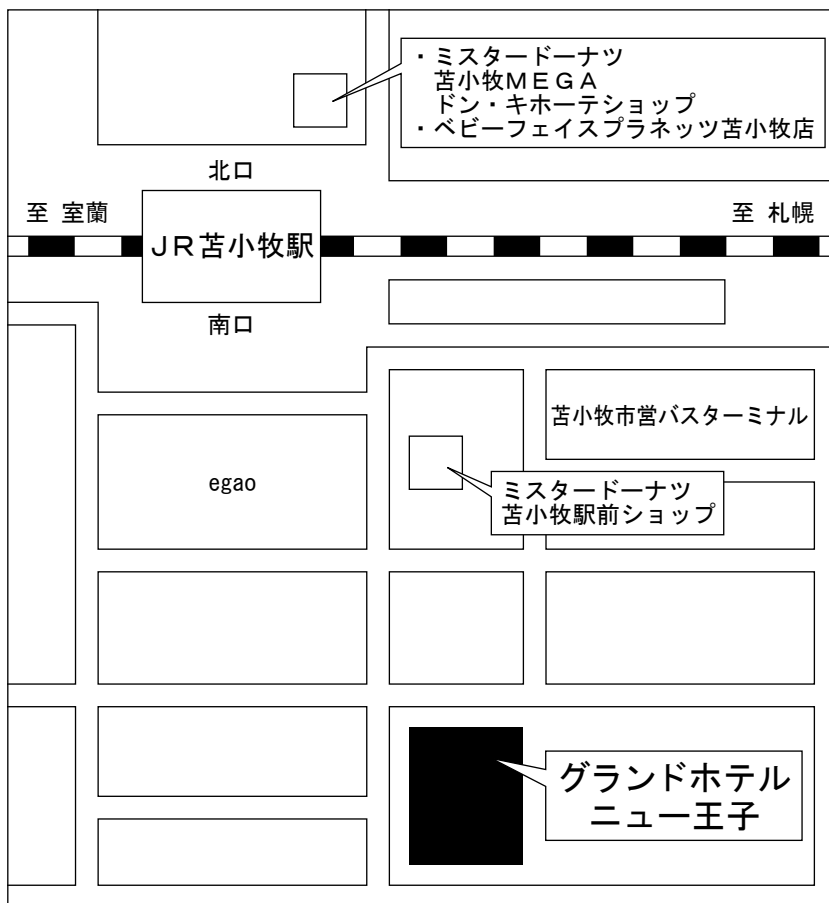 ・ミスタードーナツ
苫小牧ＭＥＧＡ
ドン・キホーテショップ
・ベビーフェイスプラネッツ苫小牧店
北口
至 室蘭
至 札幌
ＪＲ苫小牧駅
南口
苫小牧市営バスターミナル
egao
ミスタードーナツ
苫小牧駅前ショップ
グランドホテル
ニュー王子